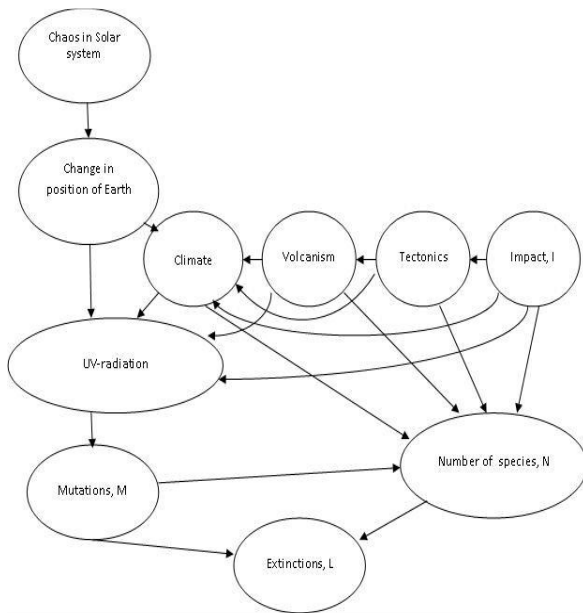 Chaos in Solar
system
Change in
position of Earth
Climate
Volcanism
Tectonics
Impact, I
UV-radiation
Mutations, M
Number of species, N
Extinctions, L